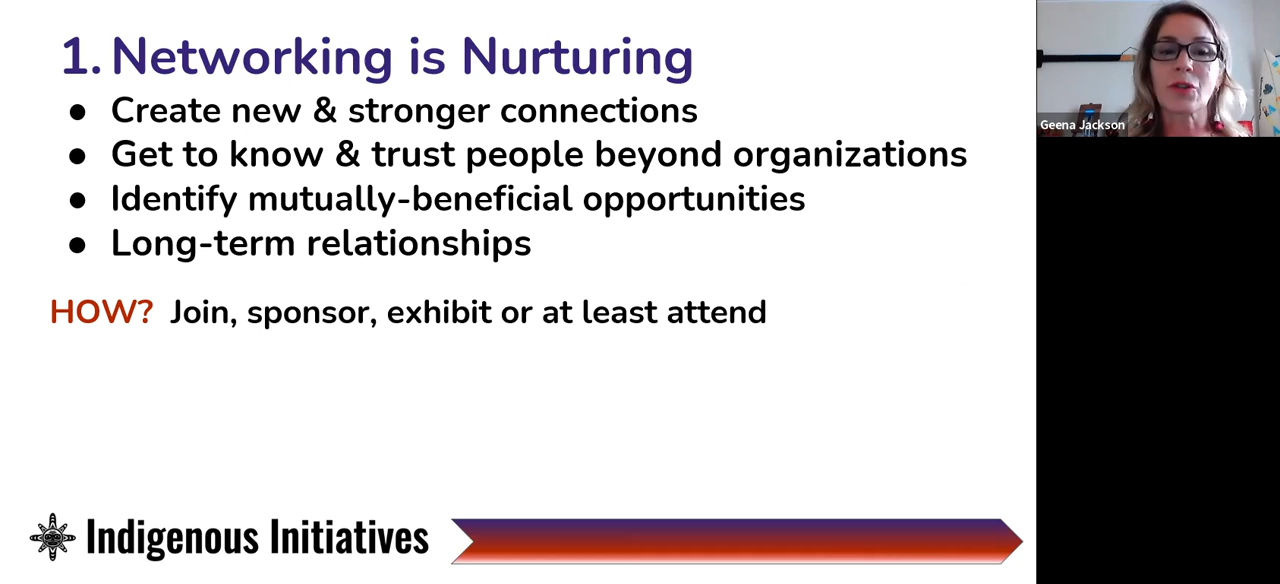 1. Networking is Nurturing
● Create new & stronger connections
● Get to know & trust people beyond organizations
● Identify mutually-beneficial opportunities
● Long-term relationships
HOW? Join, sponsor, exhibit or at least attend
Indigenous Initiatives
Geena Jackson